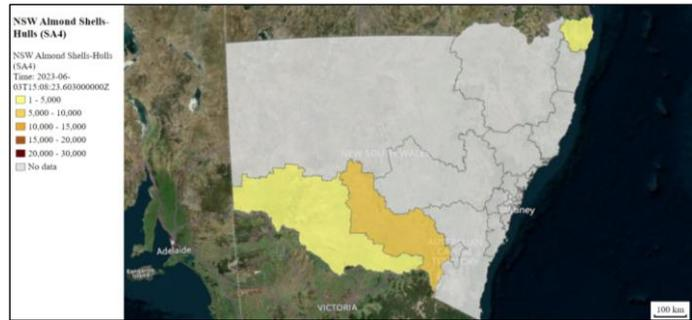 NSW Almond Shells-
Hulls (SA4)
NSW Almond Shells-Hulls
(SA4)
Time: 2023-06-
03T15:08:23.603000000Z
1 - 5,000
5,000 - 10,000
10,000 - 15,000
15,000 - 20,000
20,000 - 30,000
No data
NEW SOUTH WALES
Adelaide
VICTORIA
100 km